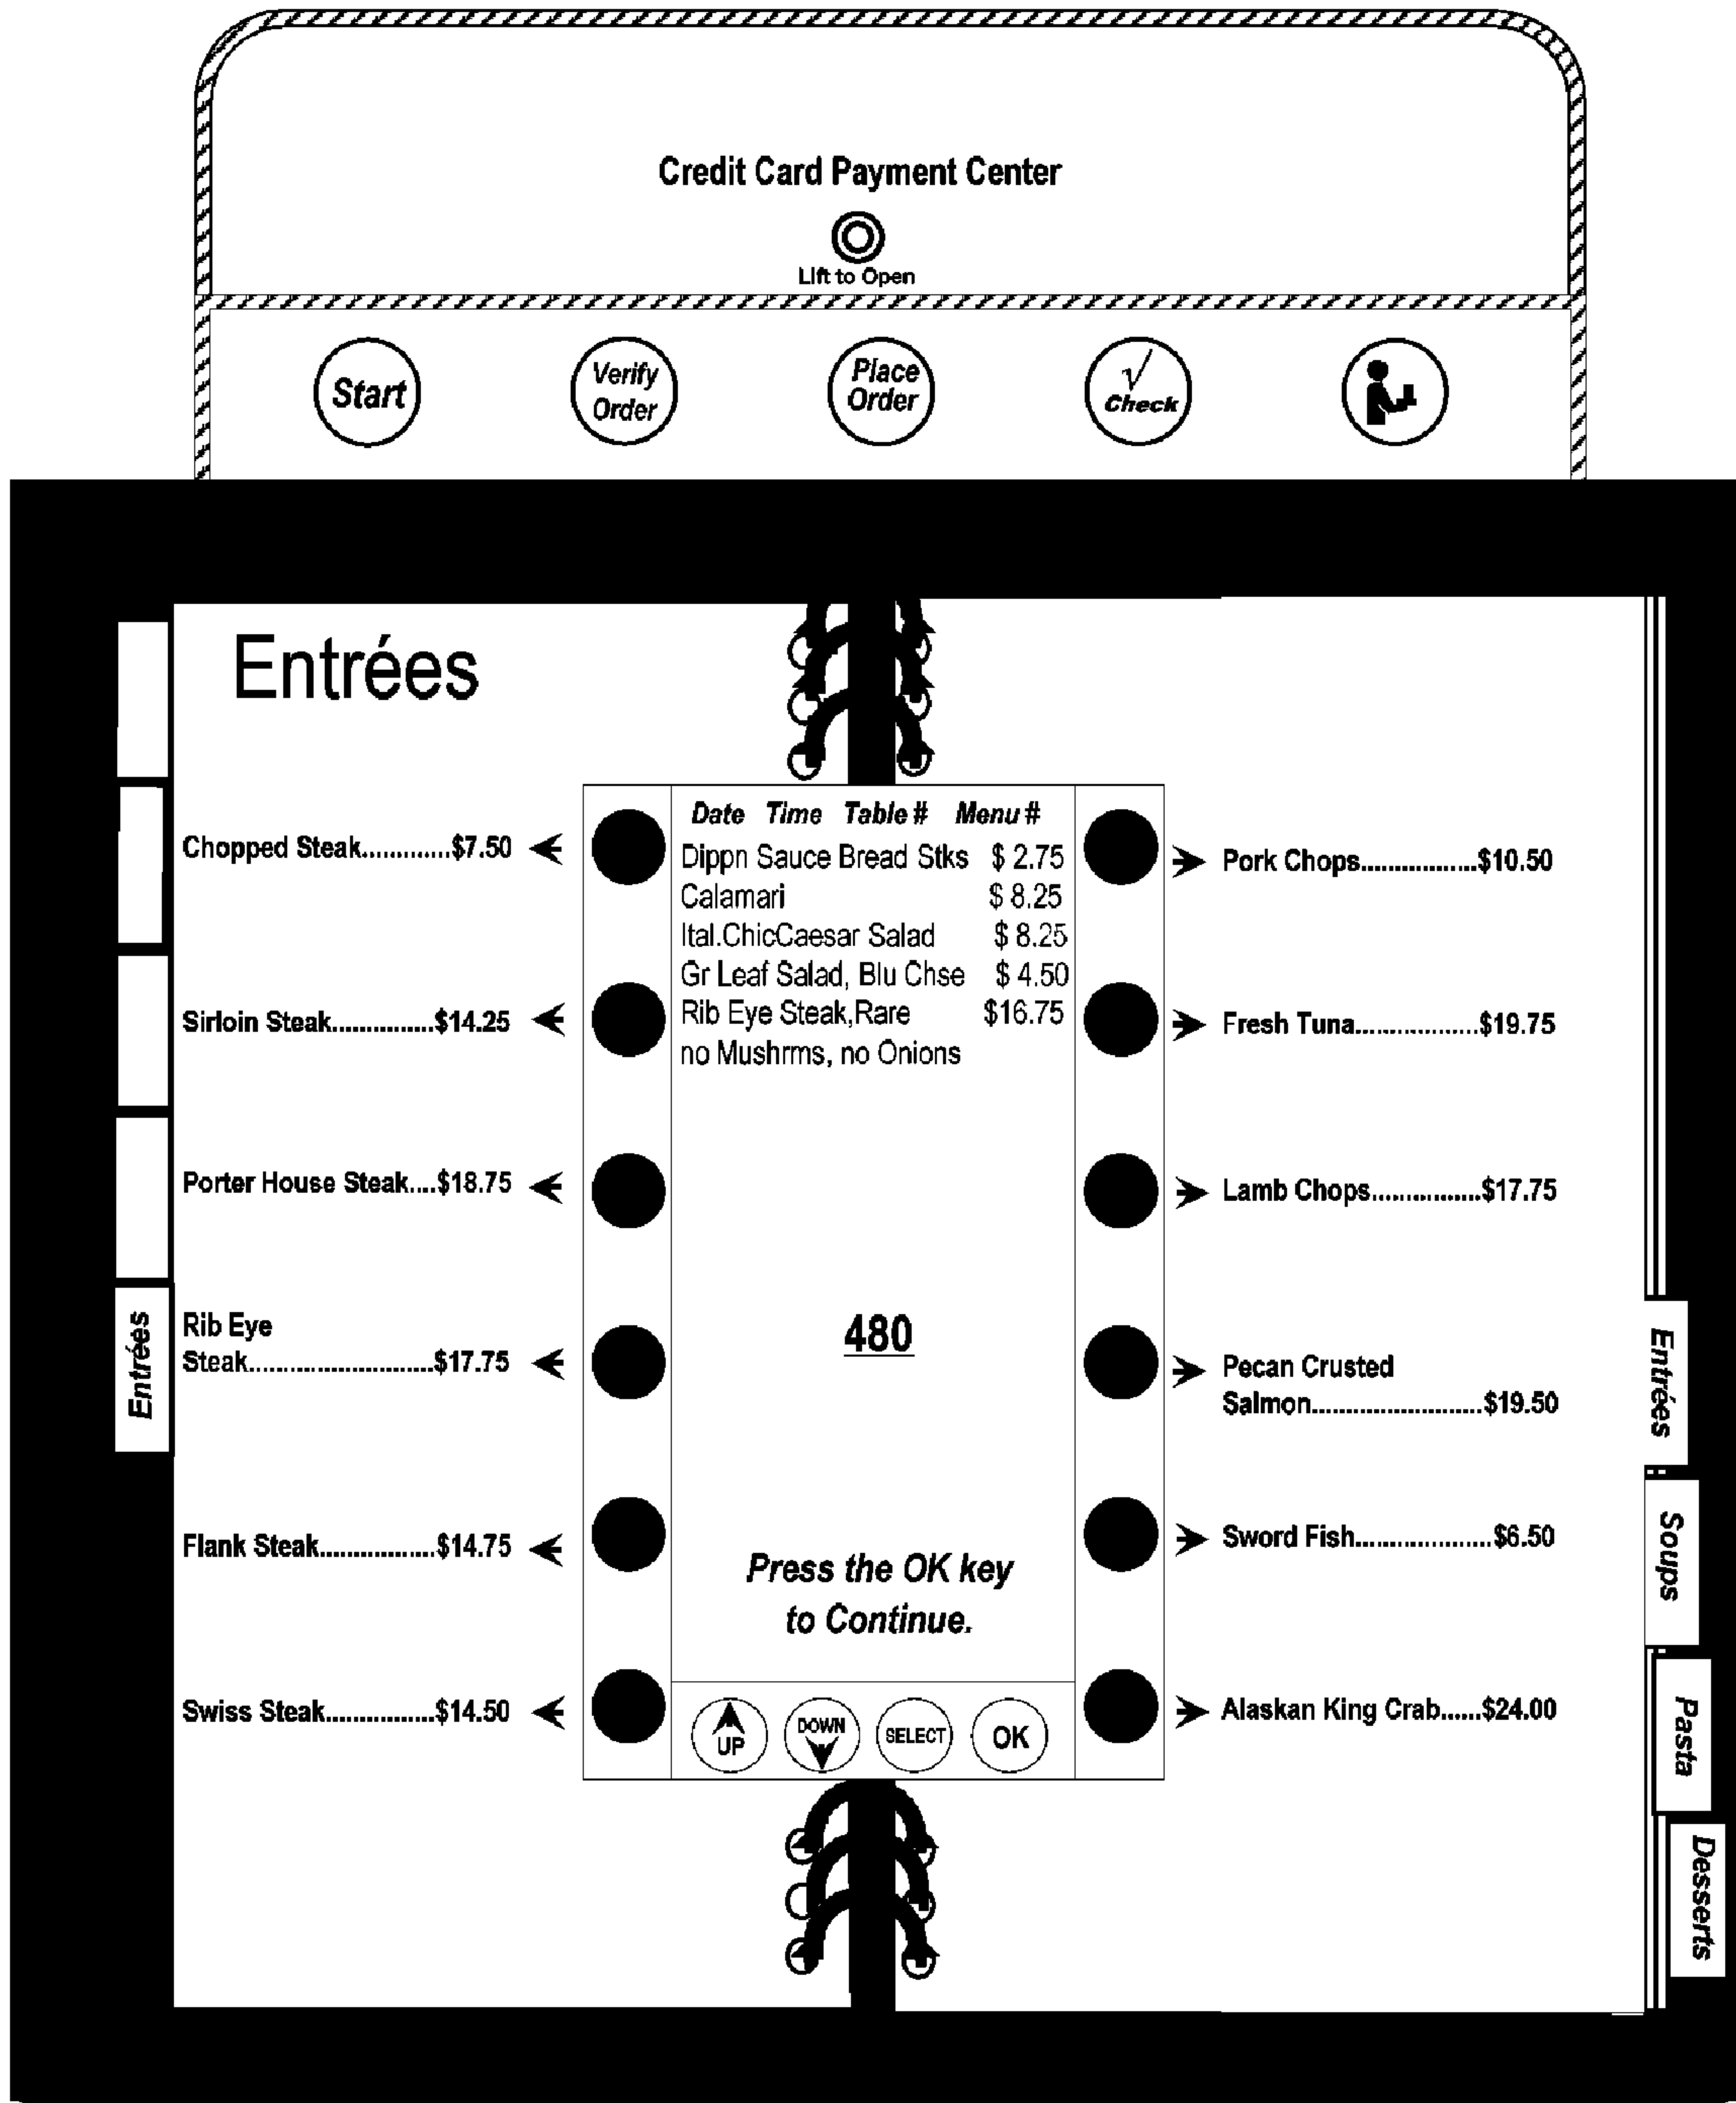 Credit Card Payment Center
Lift to Open
Start
Verify
Order
Place
Order
√
Check
Entrées
Chopped Steak.............$7.50
Sirloin Steak...............$14.25
Porter House Steak....$18.75
Rib Eye
Steak...........................$17.75
Flank Steak.................$14.75
Swiss Steak................$14.50
Entrées
Date Time Table # Menu #
Dippn Sauce Bread Stks $ 2.75
Calamari $ 8.25
Ital.ChicCaesar Salad $ 8.25
Gr Leaf Salad, Blu Chse $ 4.50
Rib Eye Steak,Rare $16.75
no Mushrms, no Onions
480
Press the OK key
to Continue.
UP
DOWN
SELECT
OK
Pork Chops.................$10.50
Fresh Tuna..................$19.75
Lamb Chops................$17.75
Pecan Crusted
Salmon.........................$19.50
Sword Fish....................$6.50
Alaskan King Crab......$24.00
Entrées
Soups
Pasta
Desserts